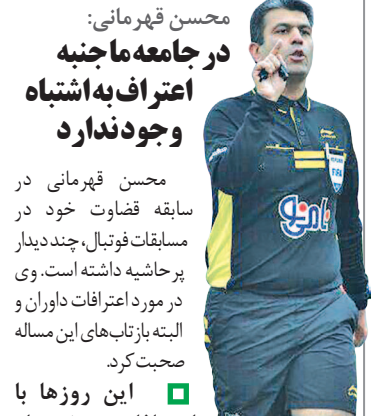 محسن قهرمانی:
در جامعه ما جنبه
اعتراف به اشتباه
وجود ندارد
محسن قهرمانی در
سابقه قضاوت خود در
مسابقات فوتبال، چند دیدار
پرحاشیه داشته است. وی
در مورد اعترافات داوران و
البته بازتاب‌های این مساله
صحبت کرد.
این روزها با
FIFA